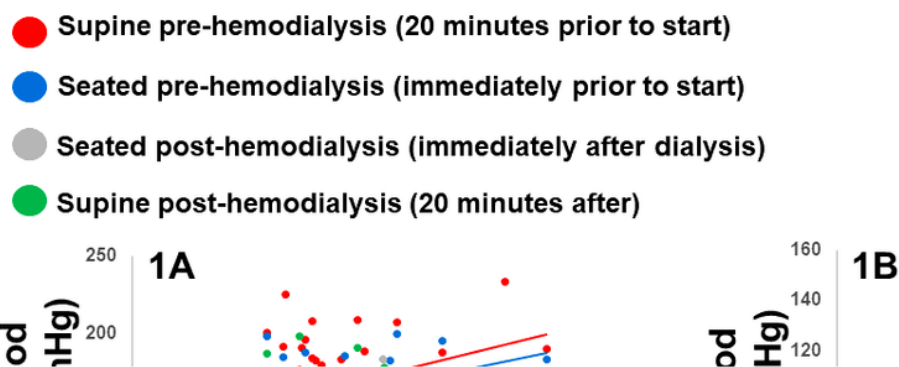 Supine pre-hemodialysis (20 minutes prior to start)
Seated pre-hemodialysis (immediately prior to start)
Seated post-hemodialysis (immediately after dialysis)
Supine post-hemodialysis (20 minutes after)
250
1A
200
160
1B
140
120